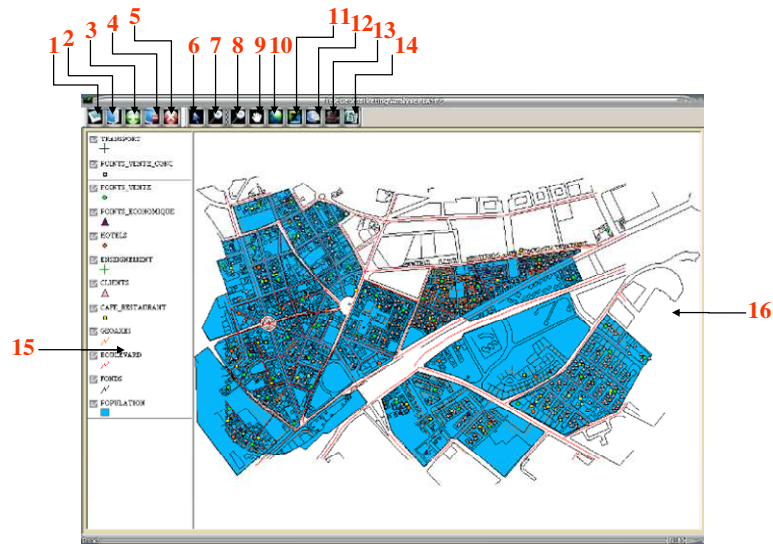 1 2 3 4 5 6 7 8 9 10 11 12 13 14
TRANSPORT
POINTS_VENTE_CONC
POINTS_VENTE
POINTS_ECONOMIQUE
HOTELS
ENSEIGNEMENT
CLIENTS
CAFE_RESTAURANT
GEOAXES
BOULEVARD
FONDS
POPULATION
15
16